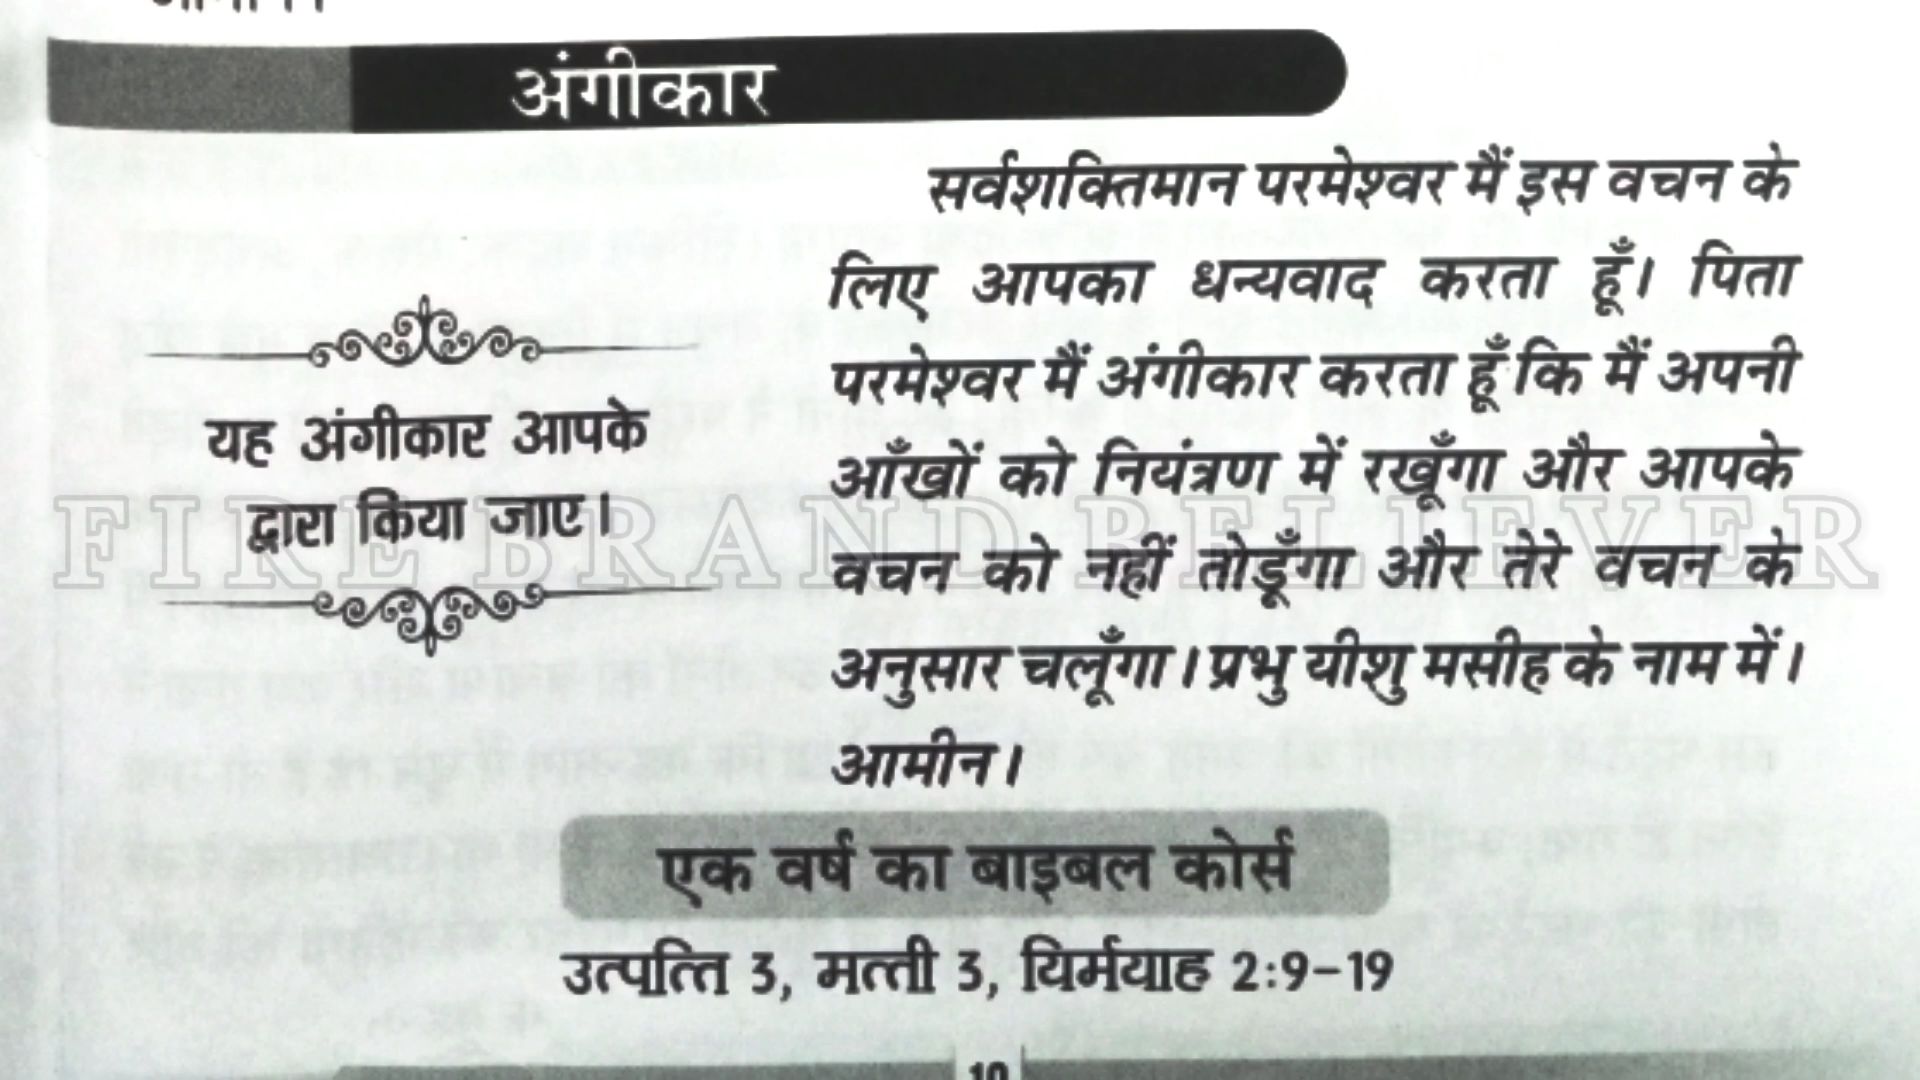 अंगीकार
यह अंगीकार आपके
द्वारा किया जाए।
सर्वशक्तिमान परमेश्वर मैं इस वचन के
लिए आपका धन्यवाद करता हूँ। पिता
परमेश्वर मैं अंगीकार करता हूँ कि मैं अपनी
आँखों को नियंत्रण में रखूँगा और आपके
वचन को नहीं तोडूँगा और तेरे वचन के
अनुसार चलूँगा। प्रभु यीशु मसीह के नाम में।
आमीन।
FIRE BRAND BELIEVER
एक वर्ष का बाइबल कोर्स
उत्पत्ति 3, मत्ती 3, यिर्मयाह 2:9-19